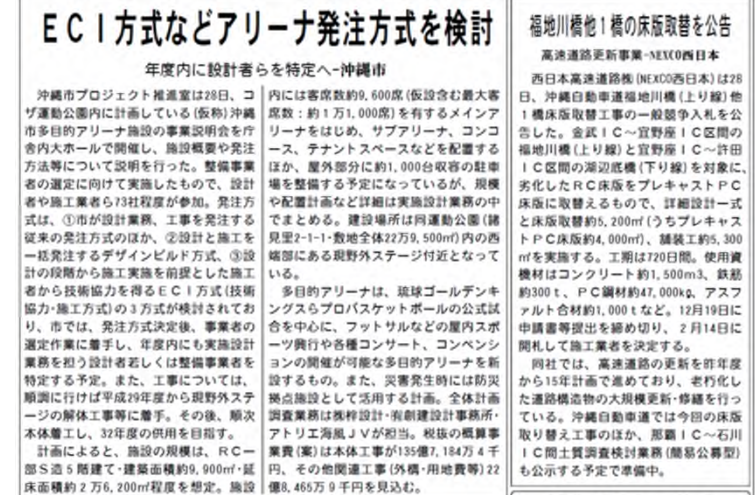 ECI方式などアリーナ発注方式を検討
年度内に設計者らを特定へ-沖縄市
沖縄市プロジェクト推進室は28日、コ
ザ運動公園内に計画している(仮称)沖縄
市多目的アリーナ施設の事業説明会を庁
舎内大ホールで開催し、施設概要や発注
方法等について説明を行った。整備事業
者の選定に向けて実施したもので、設計
者や施工業者ら73社程度が参加。発注方
式は、①市が設計業務、工事を発注する
従来の発注方式のほか、②設計と施工を
一括発注するデザインビルド方式、③設
計の段階から施工実施を前提とした施工
者から技術協力を得るECI方式(技術
協力・施工方式)の3方式が検討されてお
り、市では、発注方式決定後、事業者の
選定作業に着手し、年度内にも実施設計
業務を担う設計者若しくは整備事業者を
特定する予定。また、工事については、
順調に行けば平成29年度から現野外ステ
ージの解体工事等に着手。その後、順次
本体着工し、32年度の供用を目指す。
計画によると、施設の規模は、RC一
部S造5階建て・建築面積約9,900㎡・延
床面積約2万6,200㎡程度を想定。施設
内には客席数約9,600席(仮設含む最大客
席数:約1万1,000席)を有するメインア
リーナをはじめ、サブアリーナ、コンコ
ース、テナントスペースなどを配置する
ほか、屋外部分に約1,000台収容の駐車
場を整備する予定になっているが、規模
や配置計画など詳細は実施設計業務の中
でまとめる。建設場所は同運動公園(諸
見里2-1-1・敷地全体22万9,500㎡)内の西
端部にある現野外ステージ付近となって
いる。
多目的アリーナは、琉球ゴールデンキ
ングスらプロバスケットボールの公式試
合を中心に、フットサルなどの屋内スポ
ーツ興行や各種コンサート、コンベンシ
ョンの開催が可能な多目的アリーナを新
設するもの。また、災害発生時には防災
拠点施設として活用する計画。全体計画
調査業務は㈱梓設計・㈲創建設計事務所・
アトリエ海風JVが担当。税抜の概算事
業費(案)は本体工事が135億7,184万4千
円、その他関連工事(外構・用地費等)22
億8,465万9千円を見込む。
福地川橋他1橋の床版取替を公告
高速道路更新事業-NEXCO西日本
西日本高速道路㈱(NEXCO西日本)は28
日、沖縄自動車道福地川橋(上り線)他
1橋床版取替工事の一般競争入札を公
告した。金武IC〜宜野座IC区間の
福地川橋(上り線)と宜野座IC〜許田
IC区間の湖辺底橋(下り線)を対象に、
劣化したRC床版をプレキャストPC
床版に取替えるもので、詳細設計一式
と床版取替約5,200㎡(うちプレキャス
トPC床版約4,000㎡)、舗装工約5,300
㎡を実施する。工期は720日間。使用資
機材はコンクリート約1,500m3、鉄筋
約300t、PC鋼材約47,000kg、アスフ
ァルト合材約1,000tなど。12月19日に
申請書等提出を締め切り、2月14日に
開札して施工業者を決定する。
同社では、高速道路の更新を昨年度
から15年計画で進めており、老朽化し
た道路構造物の大規模更新・修繕を行っ
ている。沖縄自動車道では今回の床版
取り替え工事のほか、那覇IC〜石川
IC間土質調査検討業務(簡易公募型)
も公示する予定で準備中。